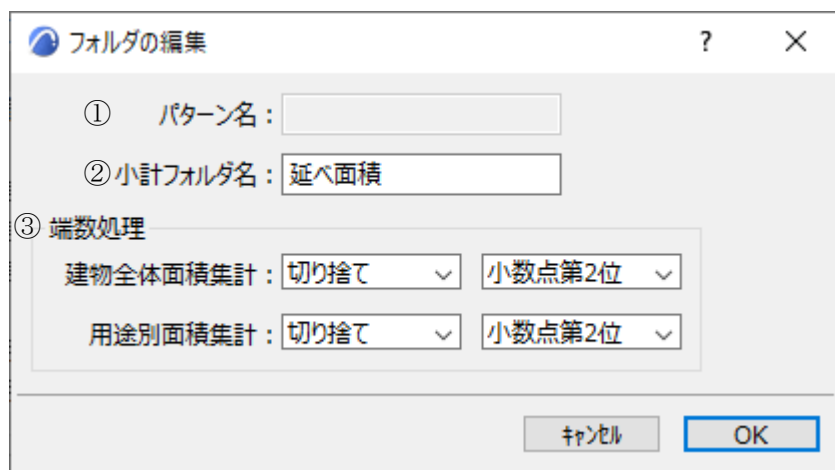 フォルダの編集 ?
① パターン名：
② 小計フォルダ名： 延べ面積
③ 端数処理
建物全体面積集計： 切り捨て 小数点第2位
用途別面積集計： 切り捨て 小数点第2位
ｷｬﾝｾﾙ OK